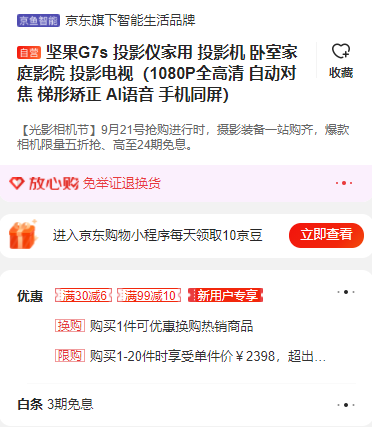 京鱼智能 京东旗下智能生活品牌
自营 坚果G7s 投影仪家用 投影机 卧室家
庭影院 投影电视（1080P全高清 自动对
焦 梯形矫正 AI语音 手机同屏）
收藏
【光影相机节】9月21号抢购进行时，摄影装备一站购齐，爆款
相机限量五折抢、高至24期免息。
放心购 免举证退换货
进入京东购物小程序每天领取10京豆 立即查看
优惠 满30减6 满99减10 新用户专享
换购 购买1件可优惠换购热销商品
限购 购买1-20件时享受单件价￥2398，超出…
白条 3期免息